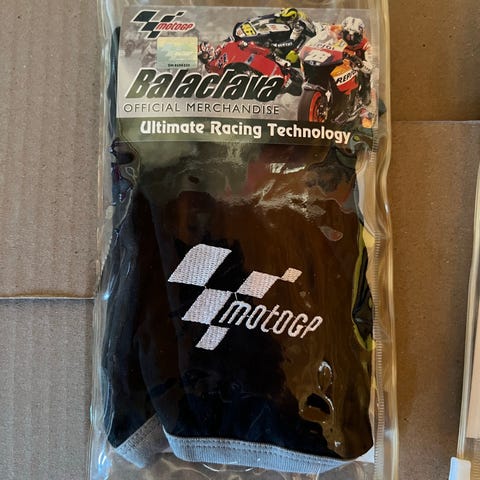 motoGP
Balaclava
OFFICIAL MERCHANDISE
Ultimate Racing Technology
motoGP